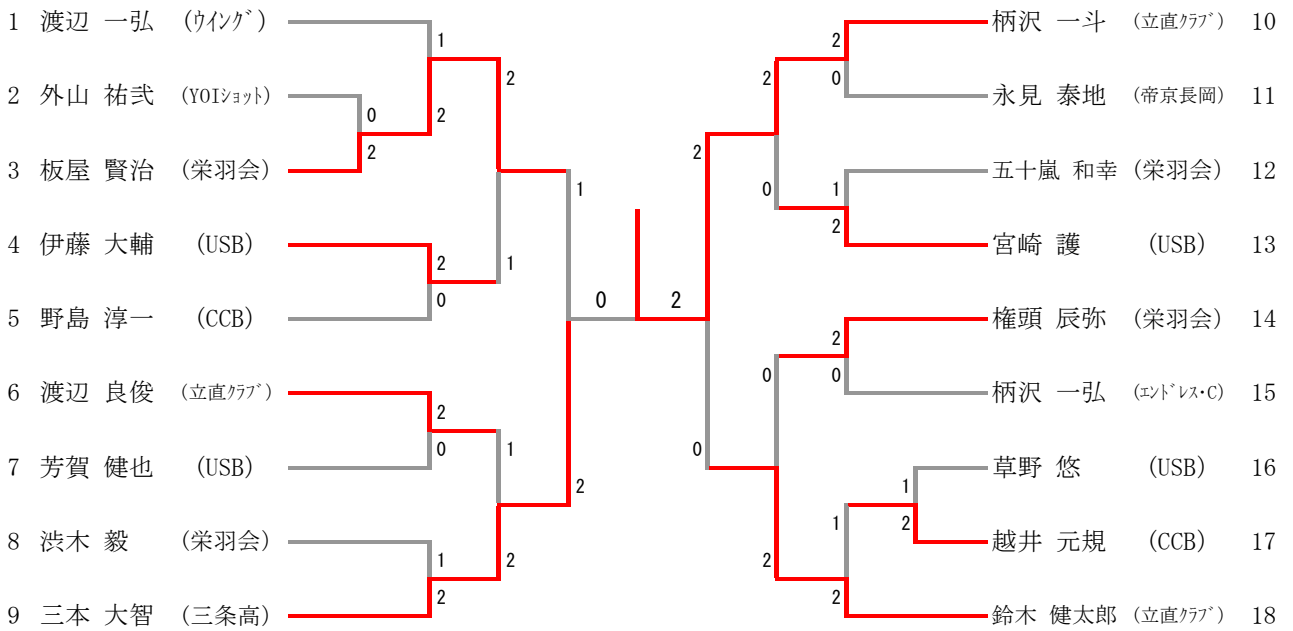 1 渡辺 一弘 (ｳｲﾝｸﾞ)
2 外山 祐弐 (YOIｼｮｯﾄ)
3 板屋 賢治 (栄羽会)
4 伊藤 大輔 (USB)
5 野島 淳一 (CCB)
6 渡辺 良俊 (立直ｸﾗﾌﾞ)
7 芳賀 健也 (USB)
8 渋木 毅 (栄羽会)
9 三本 大智 (三条高)
1
2
0
2
2
2
0
1
1
2
0
1
2
1
2
2
0
2
2
0
2
2
0
0
1
2
2
0
0
0
1
2
1
2
2
柄沢 一斗 (立直ｸﾗﾌﾞ) 10
永見 泰地 (帝京長岡) 11
五十嵐 和幸 (栄羽会) 12
宮崎 護 (USB) 13
権頭 辰弥 (栄羽会) 14
柄沢 一弘 (ｴﾝﾄﾞﾚｽ･C) 15
草野 悠 (USB) 16
越井 元規 (CCB) 17
鈴木 健太郎 (立直ｸﾗﾌﾞ) 18